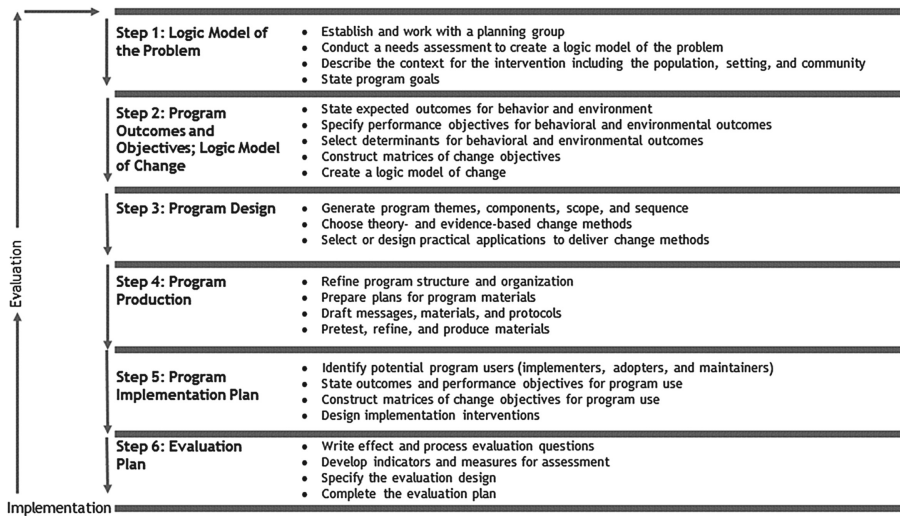 Step 1: Logic Model of
the Problem
• Establish and work with a planning group
• Conduct a needs assessment to create a logic model of the problem
• Describe the context for the intervention including the population, setting, and community
• State program goals
Step 2: Program
Outcomes and
Objectives; Logic Model
of Change
• State expected outcomes for behavior and environment
• Specify performance objectives for behavioral and environmental outcomes
• Select determinants for behavioral and environmental outcomes
• Construct matrices of change objectives
• Create a logic model of change
Step 3: Program Design
• Generate program themes, components, scope, and sequence
• Choose theory- and evidence-based change methods
• Select or design practical applications to deliver change methods
Step 4: Program
Production
• Refine program structure and organization
• Prepare plans for program materials
• Draft messages, materials, and protocols
• Pretest, refine, and produce materials
Step 5: Program
Implementation Plan
• Identify potential program users (implementers, adopters, and maintainers)
• State outcomes and performance objectives for program use
• Construct matrices of change objectives for program use
• Design implementation interventions
Step 6: Evaluation
Plan
• Write effect and process evaluation questions
• Develop indicators and measures for assessment
• Specify the evaluation design
• Complete the evaluation plan
Evaluation
Implementation